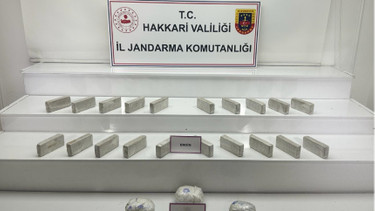 T.C.
HAKKARİ VALİLİĞİ
İL JANDARMA KOMUTANLIĞI